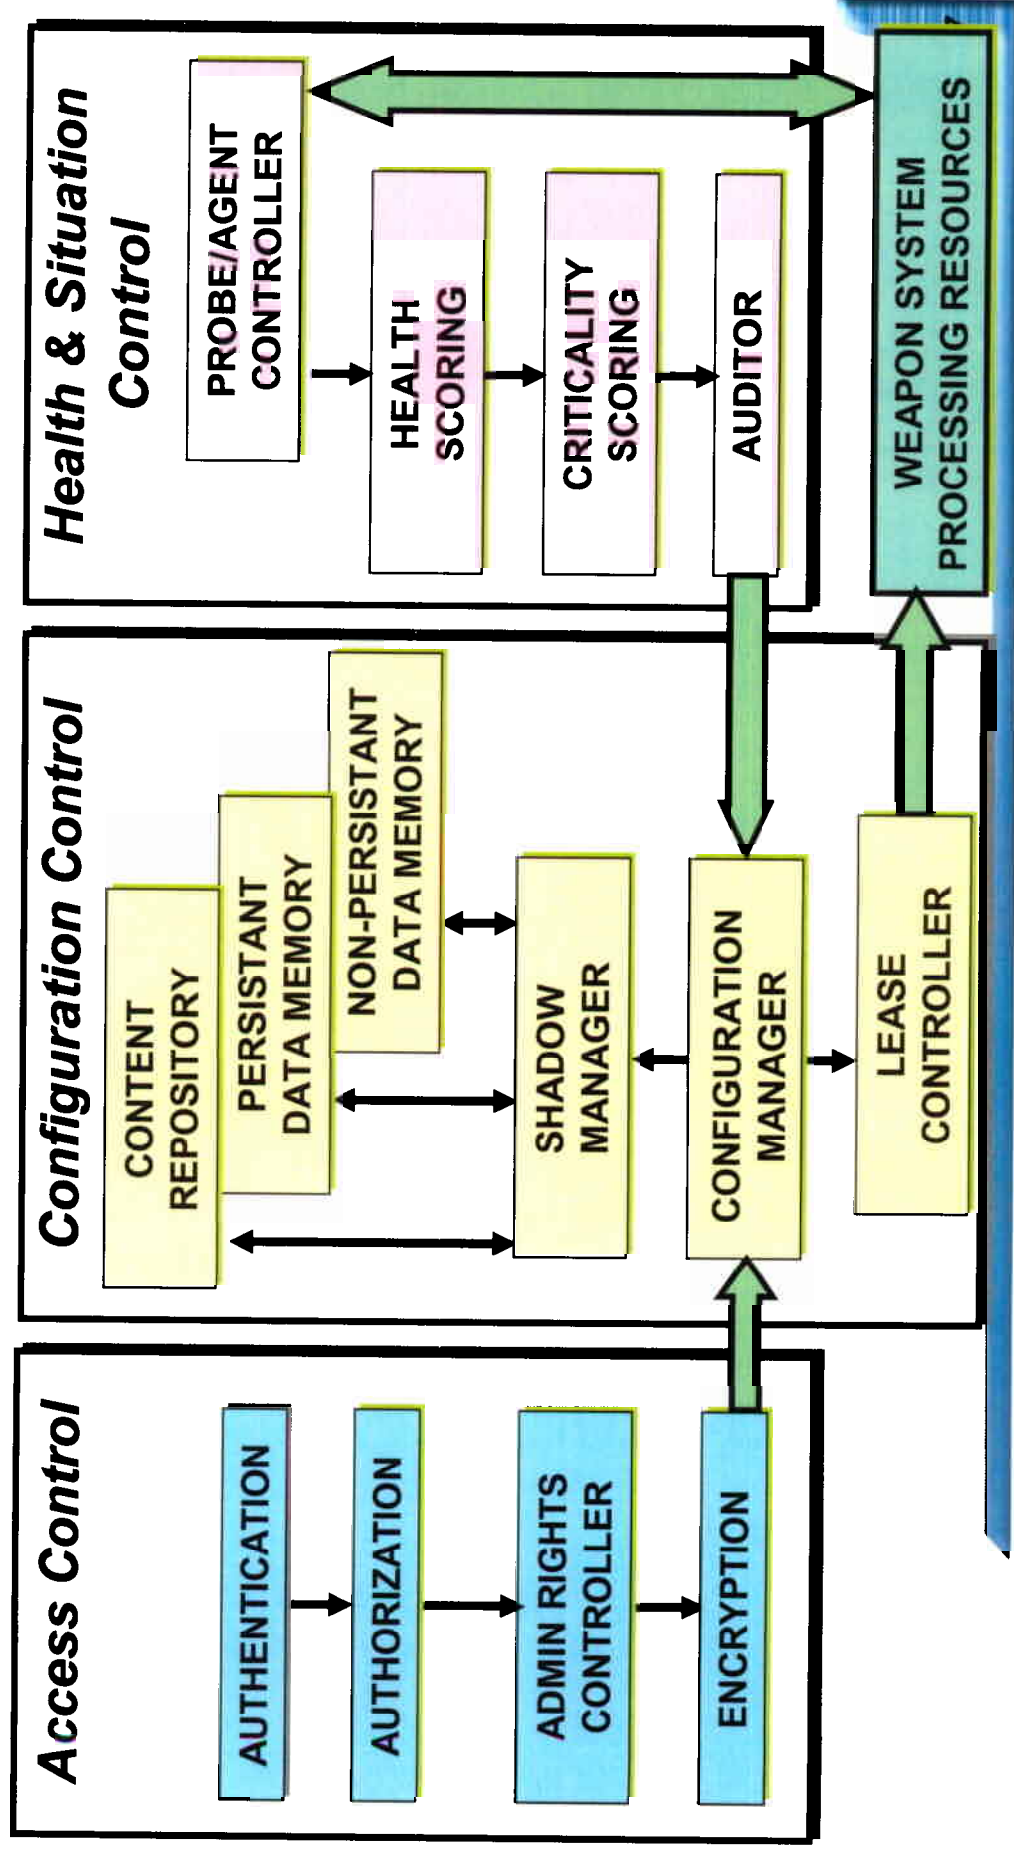 Access Control
AUTHENTICATION
AUTHORIZATION
ADMIN RIGHTS
CONTROLLER
ENCRYPTION
Configuration Control
CONTENT
REPOSITORY
PERSISTANT
DATA MEMORY
NON-PERSISTANT
DATA MEMORY
SHADOW
MANAGER
CONFIGURATION
MANAGER
LEASE
CONTROLLER
Health & Situation
Control
PROBE/AGENT
CONTROLLER
HEALTH
SCORING
CRITICALITY
SCORING
AUDITOR
WEAPON SYSTEM
PROCESSING RESOURCES